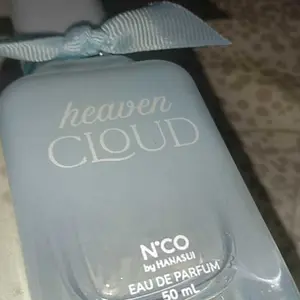 heaven
CLOUD
N°CO
by HANASUI
EAU DE PARFUM
50 mL